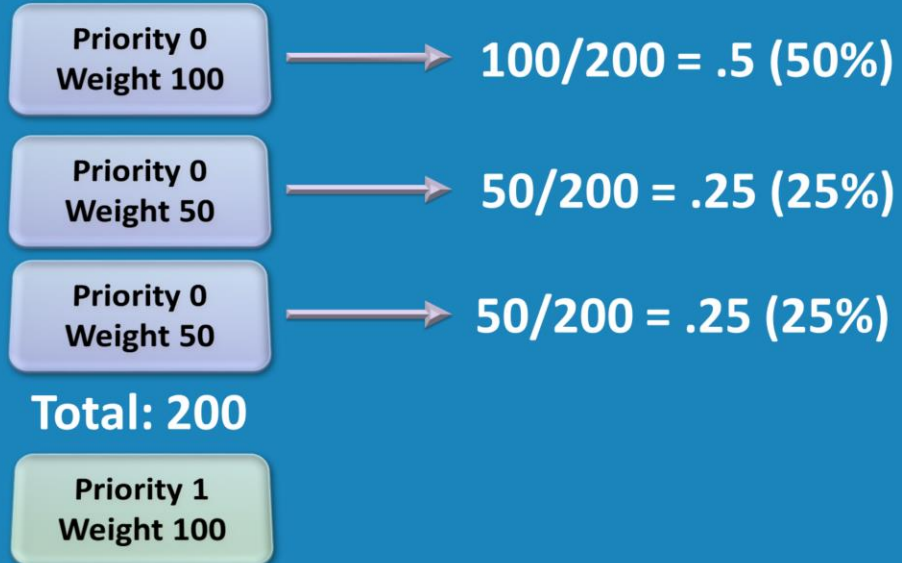 Priority 0
Weight 100
100/200 = .5 (50%)
Priority 0
Weight 50
50/200 = .25 (25%)
Priority 0
Weight 50
50/200 = .25 (25%)
Total: 200
Priority 1
Weight 100